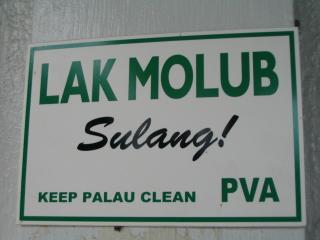 LAK MOLUB
Sulang!
KEEP PALAU CLEAN PVA